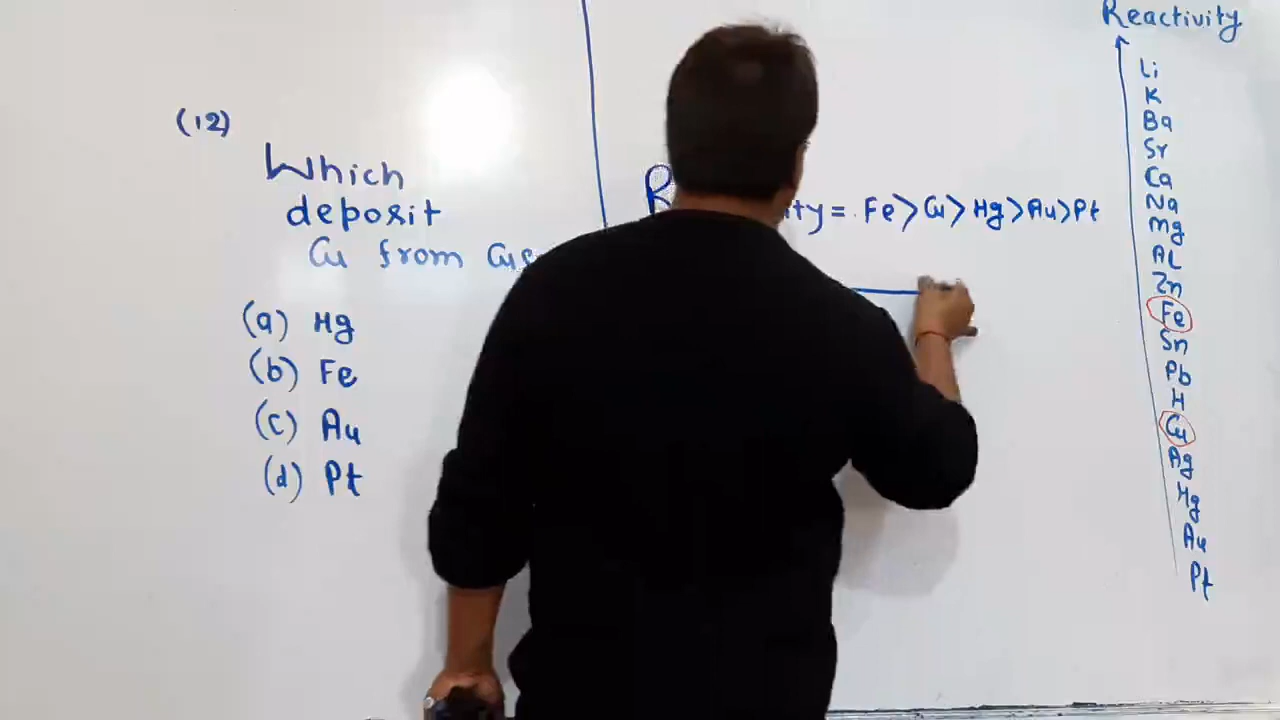 (12)
Which
deposit
Cu from
(a) Hg
(b) Fe
(c) Au
(d) Pt
= Fe>Cu>Hg>Au>Pt
Reactivity
Li
K
Ba
Sr
Ca
Na
Mg
AL
Zn
Fe
Sn
Pb
H
Cu
Ag
Hg
Au
Pt